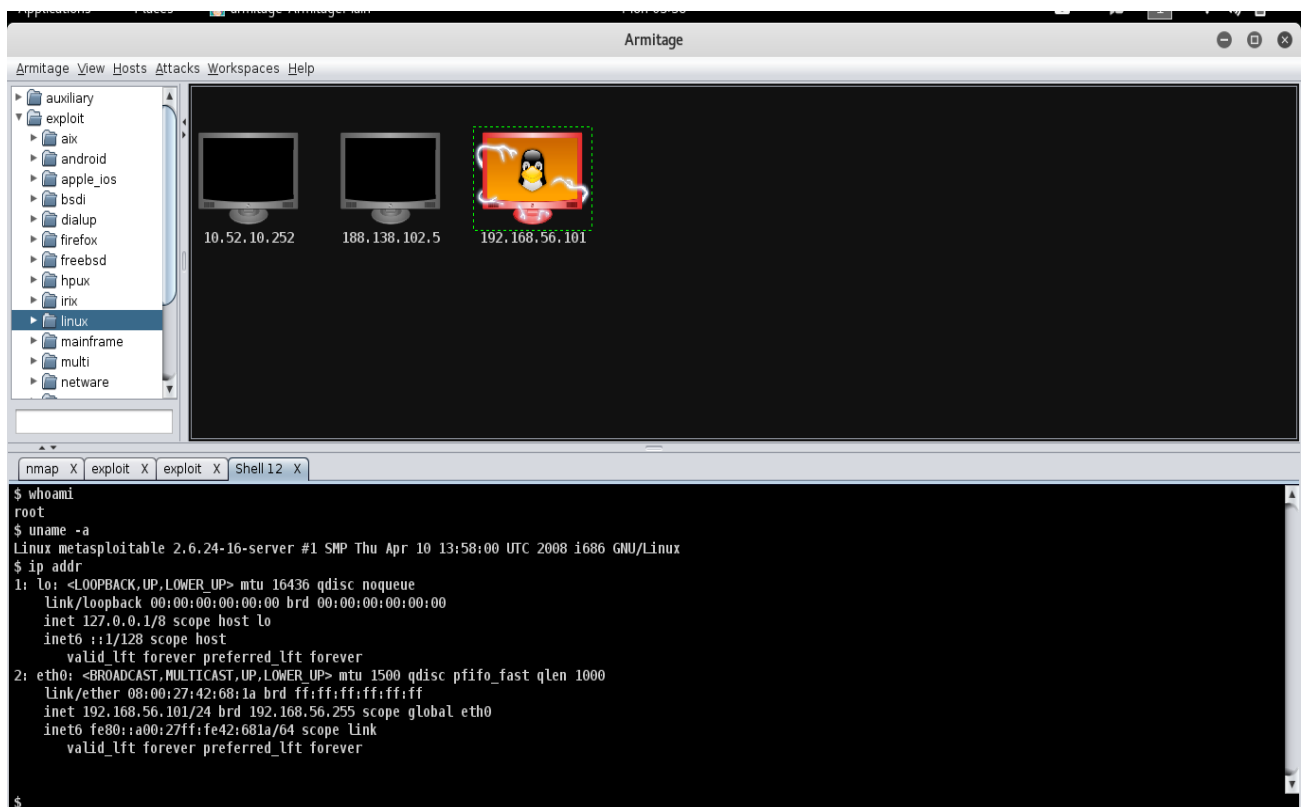 Armitage
Armitage View Hosts Attacks Workspaces Help
auxiliary
exploit
aix
android
apple_ios
bsdi
dialup
firefox
freebsd
hpux
irix
linux
mainframe
multi
netware
10.52.10.252
188.138.102.5
192.168.56.101
nmap X exploit X exploit X Shell 12 X
$ whoami
root
$ uname -a
Linux metasploitable 2.6.24-16-server #1 SMP Thu Apr 10 13:58:00 UTC 2008 i686 GNU/Linux
$ ip addr
1: lo: <LOOPBACK,UP,LOWER_UP> mtu 16436 qdisc noqueue
link/loopback 00:00:00:00:00:00 brd 00:00:00:00:00:00
inet 127.0.0.1/8 scope host lo
inet6 ::1/128 scope host
valid_lft forever preferred_lft forever
2: eth0: <BROADCAST,MULTICAST,UP,LOWER_UP> mtu 1500 qdisc pfifo_fast qlen 1000
link/ether 08:00:27:42:68:1a brd ff:ff:ff:ff:ff:ff
inet 192.168.56.101/24 brd 192.168.56.255 scope global eth0
inet6 fe80::a00:27ff:fe42:681a/64 scope link
valid_lft forever preferred_lft forever
$